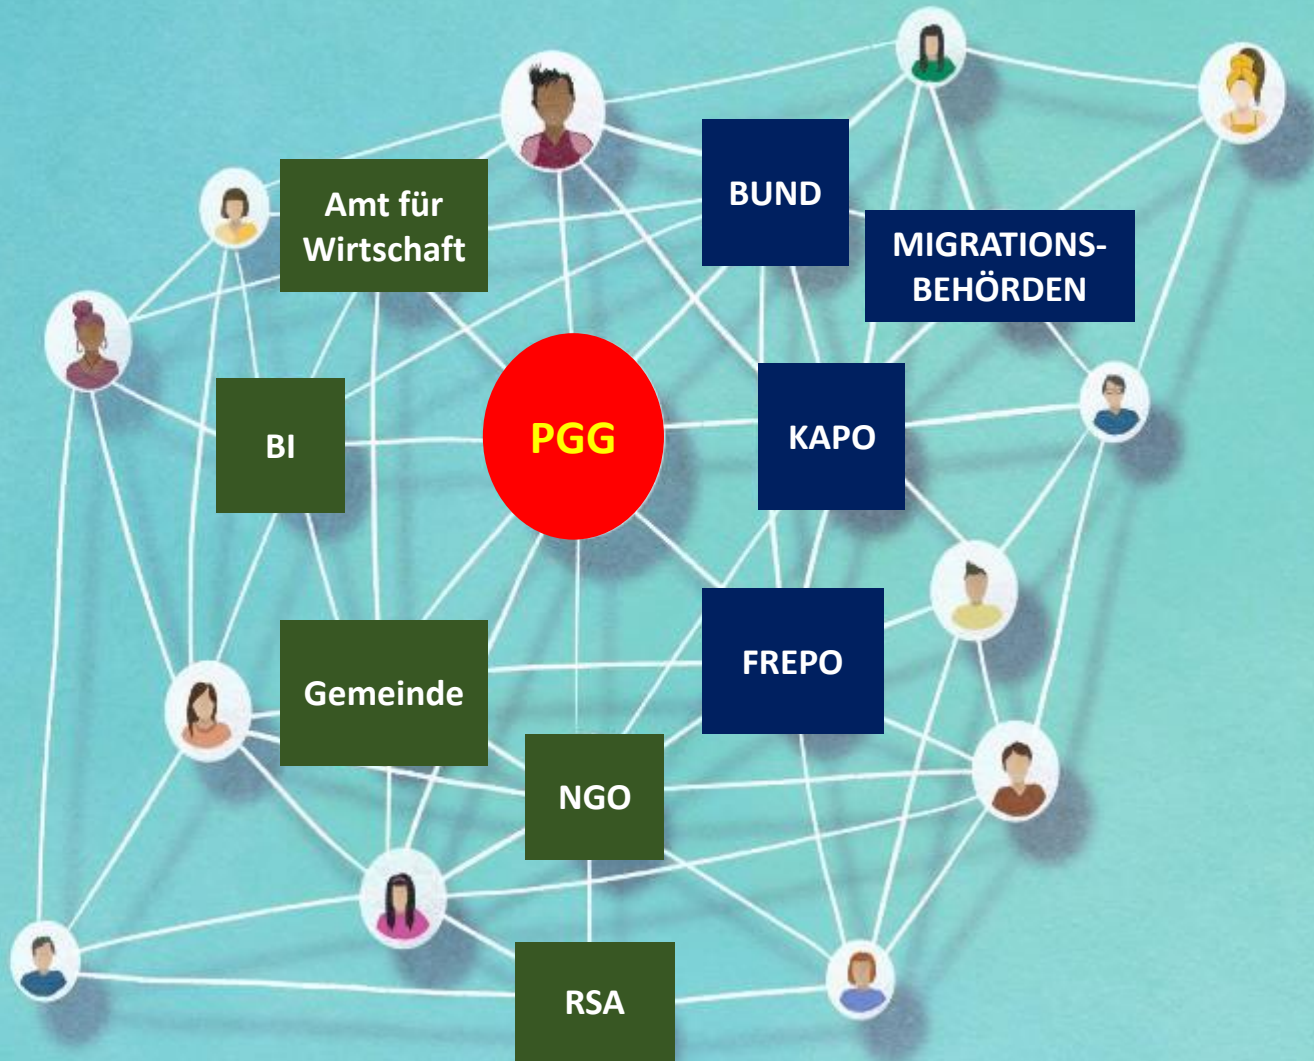 BUND
Amt für
Wirtschaft
MIGRATIONS-
BEHÖRDEN
BI
PGG
KAPO
Gemeinde
FREPO
NGO
RSA